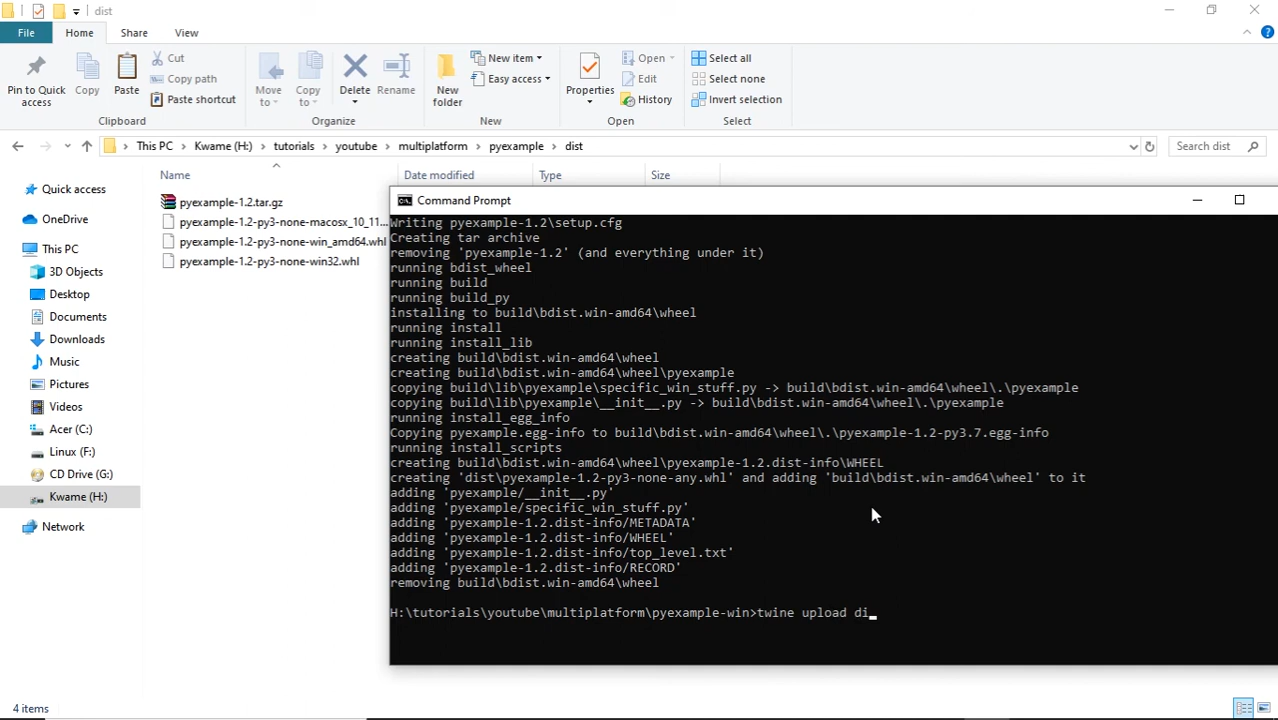 dist
File
Home
Share
View
Pin to Quick access
Copy
Paste
Cut
Copy path
Paste shortcut
Clipboard
Move to
Copy to
Delete
Rename
Organize
New folder
New item
Easy access
New
Properties
Open
Edit
History
Open
Select all
Select none
Invert selection
Select
This PC
Kwame (H:)
tutorials
youtube
multiplatform
pyexample
dist
Search dist
Name
Date modified
Type
Size
Quick access
OneDrive
This PC
3D Objects
Desktop
Documents
Downloads
Music
Pictures
Videos
Acer (C:)
Linux (F:)
CD Drive (G:)
Kwame (H:)
Network
pyexample-1.2.tar.gz
pyexample-1.2-py3-none-macosx_10_11...
pyexample-1.2-py3-none-win_amd64.whl
pyexample-1.2-py3-none-win32.whl
Command Prompt
Writing pyexample-1.2\setup.cfg
Creating tar archive
removing 'pyexample-1.2' (and everything under it)
running bdist_wheel
running build
running build_py
installing to build\bdist.win-amd64\wheel
running install
running install_lib
creating build\bdist.win-amd64\wheel
creating build\bdist.win-amd64\wheel\pyexample
copying build\lib\pyexample\specific_win_stuff.py -> build\bdist.win-amd64\wheel\.\pyexample
copying build\lib\pyexample\__init__.py -> build\bdist.win-amd64\wheel\.\pyexample
running install_egg_info
Copying pyexample.egg-info to build\bdist.win-amd64\wheel\.\pyexample-1.2-py3.7.egg-info
running install_scripts
creating build\bdist.win-amd64\wheel\pyexample-1.2.dist-info\WHEEL
creating 'dist\pyexample-1.2-py3-none-any.whl' and adding 'build\bdist.win-amd64\wheel' to it
adding 'pyexample/__init__.py'
adding 'pyexample/specific_win_stuff.py'
adding 'pyexample-1.2.dist-info/METADATA'
adding 'pyexample-1.2.dist-info/WHEEL'
adding 'pyexample-1.2.dist-info/top_level.txt'
adding 'pyexample-1.2.dist-info/RECORD'
removing build\bdist.win-amd64\wheel
H:\tutorials\youtube\multiplatform\pyexample-win>twine upload di
4 items